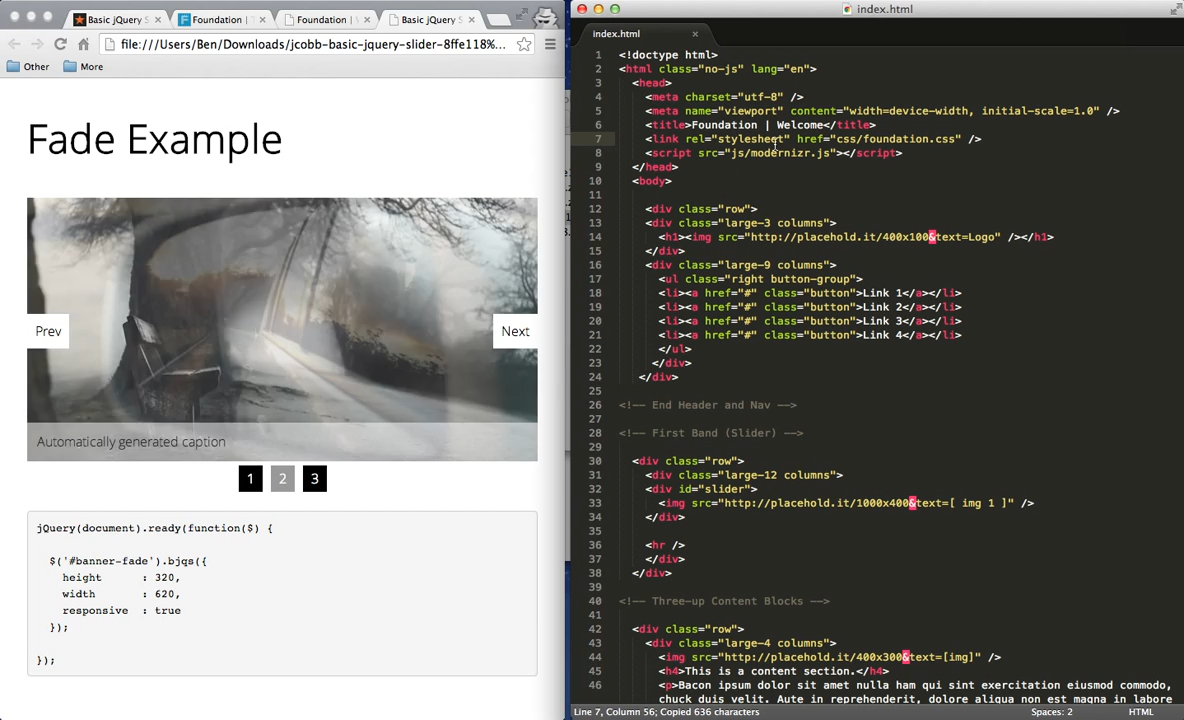 Basic jQuery S
Foundation | T
Foundation | W
Basic jQuery S
file:///Users/Ben/Downloads/jcobb-basic-jquery-slider-8ffe118%...
Other
More
Fade Example
Prev
Next
Automatically generated caption
1
2
3
jQuery(document).ready(function($) {
$('#banner-fade').bjqs({
height : 320,
width : 620,
responsive : true
});
});
index.html
index.html
1 <!doctype html>
2 <html class="no-js" lang="en">
3 <head>
4 <meta charset="utf-8" />
5 <meta name="viewport" content="width=device-width, initial-scale=1.0" />
6 <title>Foundation | Welcome</title>
7 <link rel="stylesheet" href="css/foundation.css" />
8 <script src="js/modernizr.js"></script>
9 </head>
10 <body>
11
12 <div class="row">
13 <div class="large-3 columns">
14 <h1><img src="http://placehold.it/400x100&text=Logo" /></h1>
15 </div>
16 <div class="large-9 columns">
17 <ul class="right button-group">
18 <li><a href="#" class="button">Link 1</a></li>
19 <li><a href="#" class="button">Link 2</a></li>
20 <li><a href="#" class="button">Link 3</a></li>
21 <li><a href="#" class="button">Link 4</a></li>
22 </ul>
23 </div>
24 </div>
25
26 <!-- End Header and Nav -->
27
28 <!-- First Band (Slider) -->
29
30 <div class="row">
31 <div class="large-12 columns">
32 <div id="slider">
33 <img src="http://placehold.it/1000x400&text=[ img 1 ]" />
34 </div>
35
36 <hr />
37 </div>
38 </div>
39
40 <!-- Three-up Content Blocks -->
41
42 <div class="row">
43 <div class="large-4 columns">
44 <img src="http://placehold.it/400x300&text=[img]" />
45 <h4>This is a content section.</h4>
46 <p>Bacon ipsum dolor sit amet nulla ham qui sint exercitation eiusmod commodo,
chuck duis velit. Aute in reprehenderit, dolore aliqua non est magna in labore
Line 7, Column 56; Copied 636 characters
Spaces: 2
HTML